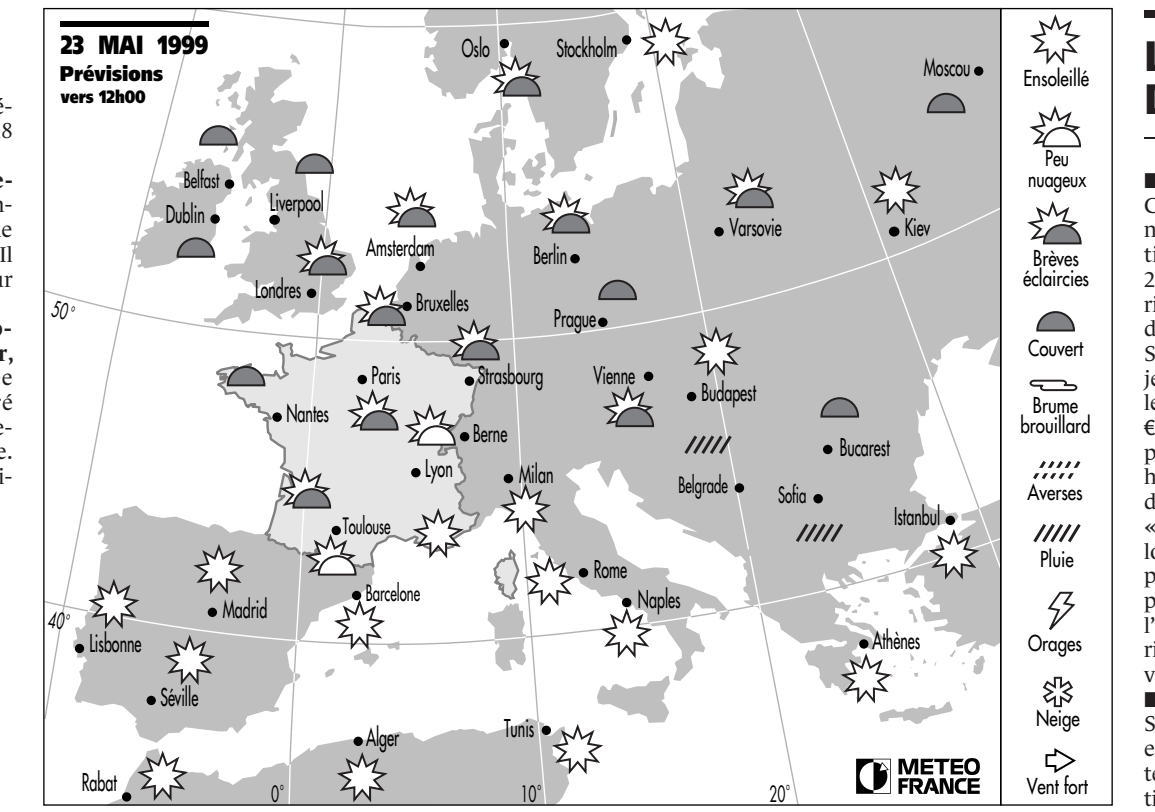 23 MAI 1999
Prévisions
vers 12h00
Oslo
Stockholm
Moscou
Belfast
Dublin
Liverpool
Amsterdam
Londres
Bruxelles
Berlin
Varsovie
Kiev
50°
Prague
Paris
Strasbourg
Vienne
Budapest
Nantes
Berne
Bucarest
Lyon
Milan
Belgrade
Sofia
Istanbul
Toulouse
Rome
Barcelone
Naples
Madrid
40°
Lisbonne
Athènes
Séville
Alger
Tunis
Rabat
0°
10°
20°
METEO
FRANCE
Ensoleillé
Peu
nuageux
Brèves
éclaircies
Couvert
Brume
brouillard
Averses
Pluie
Orages
Neige
Vent fort